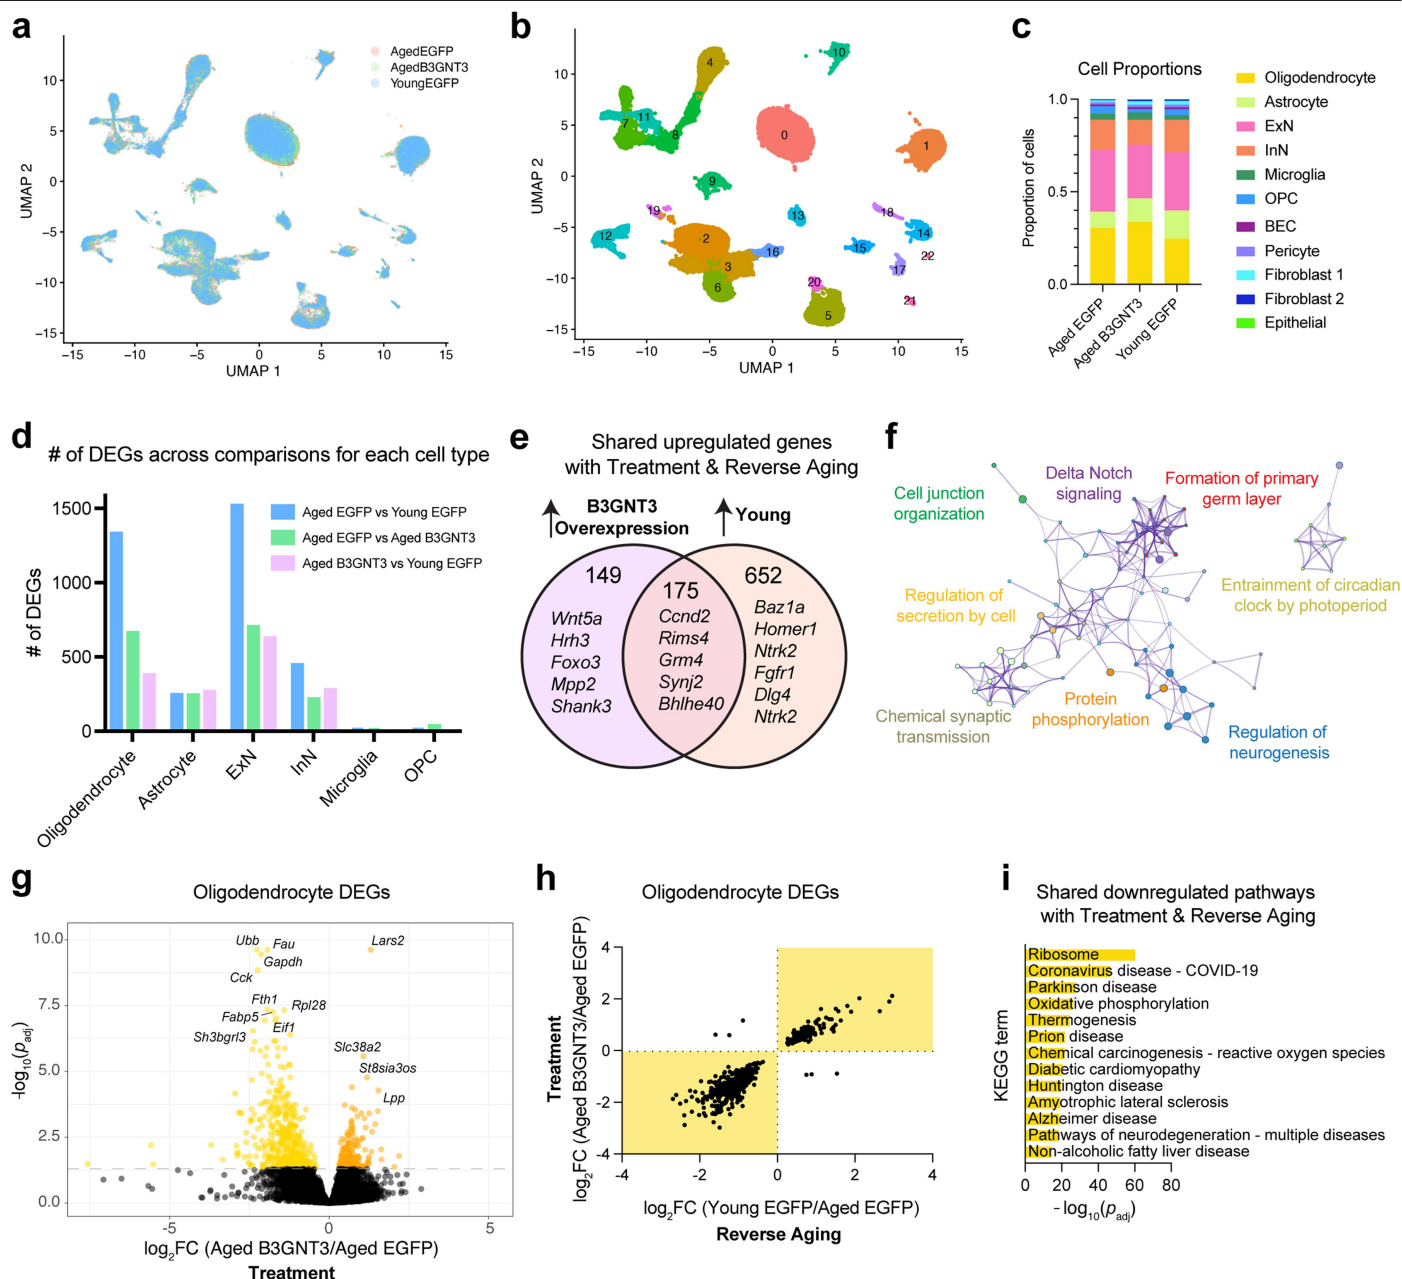 a
AgedEGFP
AgedB3GNT3
YoungEGFP
10
5
0
−5
−10
−15
UMAP 2
−15
−10
−5
0
5
10
15
UMAP 1
b
10
5
0
−5
−10
−15
UMAP 2
−15
−10
−5
0
5
10
15
UMAP 1
0
1
2
3
4
5
6
7
8
9
10
11
12
13
14
15
16
17
18
19
20
21
22
c
Cell Proportions
1.0
0.5
0.0
Proportion of cells
Aged EGFP
Aged B3GNT3
Young EGFP
Oligodendrocyte
Astrocyte
ExN
InN
Microglia
OPC
BEC
Pericyte
Fibroblast 1
Fibroblast 2
Epithelial
d
# of DEGs across comparisons for each cell type
1500
1000
500
0
# of DEGs
Aged EGFP vs Young EGFP
Aged EGFP vs Aged B3GNT3
Aged B3GNT3 vs Young EGFP
Oligodendrocyte
Astrocyte
ExN
InN
Microglia
OPC
e
Shared upregulated genes
with Treatment & Reverse Aging
B3GNT3
Overexpression
Young
149
Wnt5a
Hrh3
Foxo3
Mpp2
Shank3
175
Ccnd2
Rims4
Grm4
Synj2
Bhlhe40
652
Baz1a
Homer1
Ntrk2
Fgfr1
Dlg4
Ntrk2
f
Cell junction
organization
Delta Notch
signaling
Formation of primary
germ layer
Regulation of
secretion by cell
Entrainment of circadian
clock by photoperiod
Chemical synaptic
transmission
Protein
phosphorylation
Regulation of
neurogenesis
g
Oligodendrocyte DEGs
10.0
7.5
5.0
2.5
0.0
-log10(padj)
Ubb
Fau
Gapdh
Cck
Fth1
Rpl28
Fabp5
Eif1
Sh3bgrl3
Lars2
Slc38a2
St8sia3os
Lpp
-5
0
5
log2FC (Aged B3GNT3/Aged EGFP)
Treatment
h
Oligodendrocyte DEGs
Treatment
log2FC (Aged B3GNT3/Aged EGFP)
4
2
0
−2
−4
-4
-2
0
2
4
log2FC (Young EGFP/Aged EGFP)
Reverse Aging
i
Shared downregulated pathways
with Treatment & Reverse Aging
KEGG term
Ribosome
Coronavirus disease - COVID-19
Parkinson disease
Oxidative phosphorylation
Thermogenesis
Prion disease
Chemical carcinogenesis - reactive oxygen species
Diabetic cardiomyopathy
Huntington disease
Amyotrophic lateral sclerosis
Alzheimer disease
Pathways of neurodegeneration - multiple diseases
Non-alcoholic fatty liver disease
0
20
40
60
80
- log10(padj)